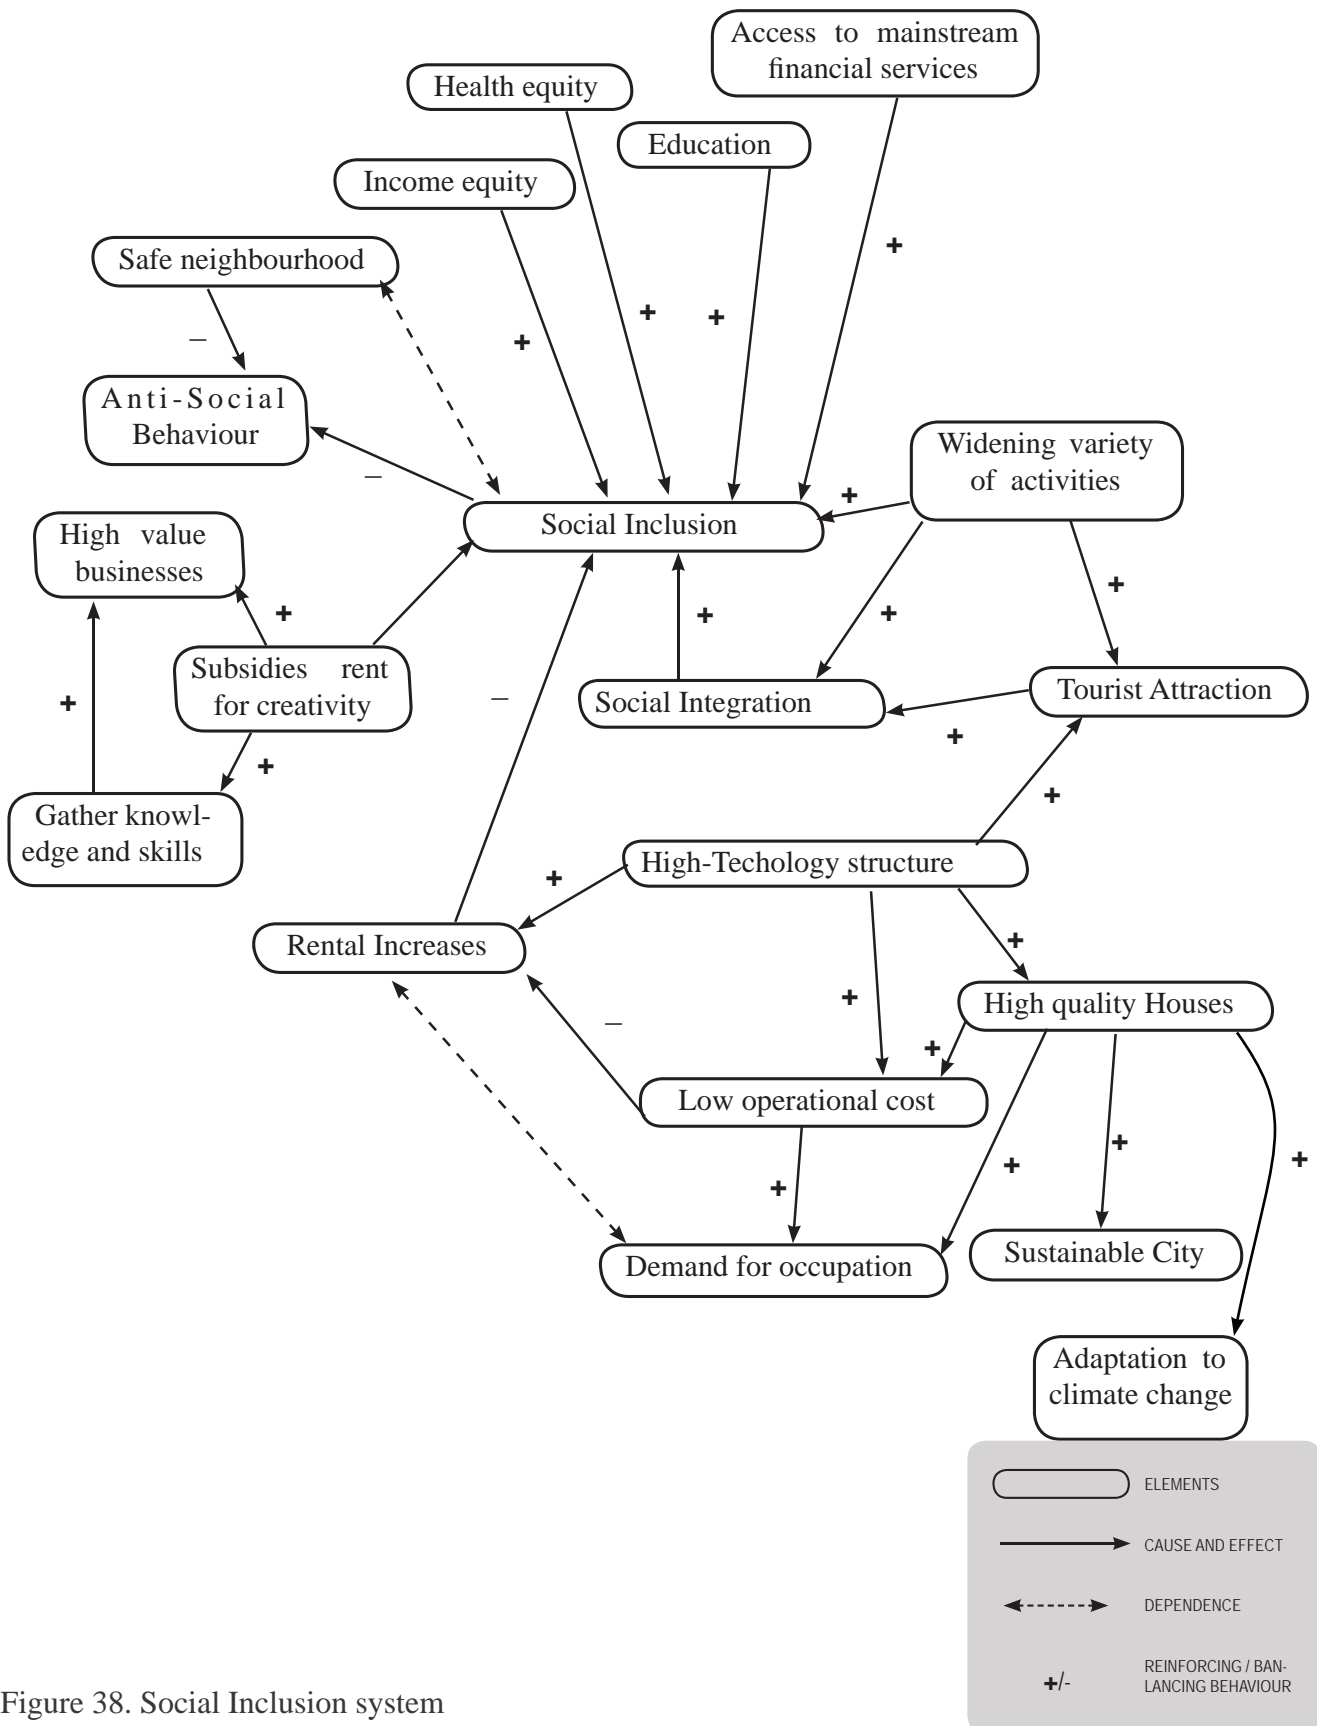 Access to mainstream
financial services
Health equity
Education
Income equity
+
Safe neighbourhood
+
+
–
+
Anti-Social
Behaviour
Widening variety
of activities
–
+
High value
businesses
Social Inclusion
+
+
+
+
Subsidies rent
for creativity
–
Social Integration
Tourist Attraction
+
+
+
+
Gather knowl-
edge and skills
High-Techology structure
+
Rental Increases
+
+
–
High quality Houses
+
Low operational cost
+
+
+
+
Demand for occupation
Sustainable City
Adaptation to
climate change
ELEMENTS
CAUSE AND EFFECT
DEPENDENCE
+/-
REINFORCING / BAN-
LANCING BEHAVIOUR
Figure 38. Social Inclusion system